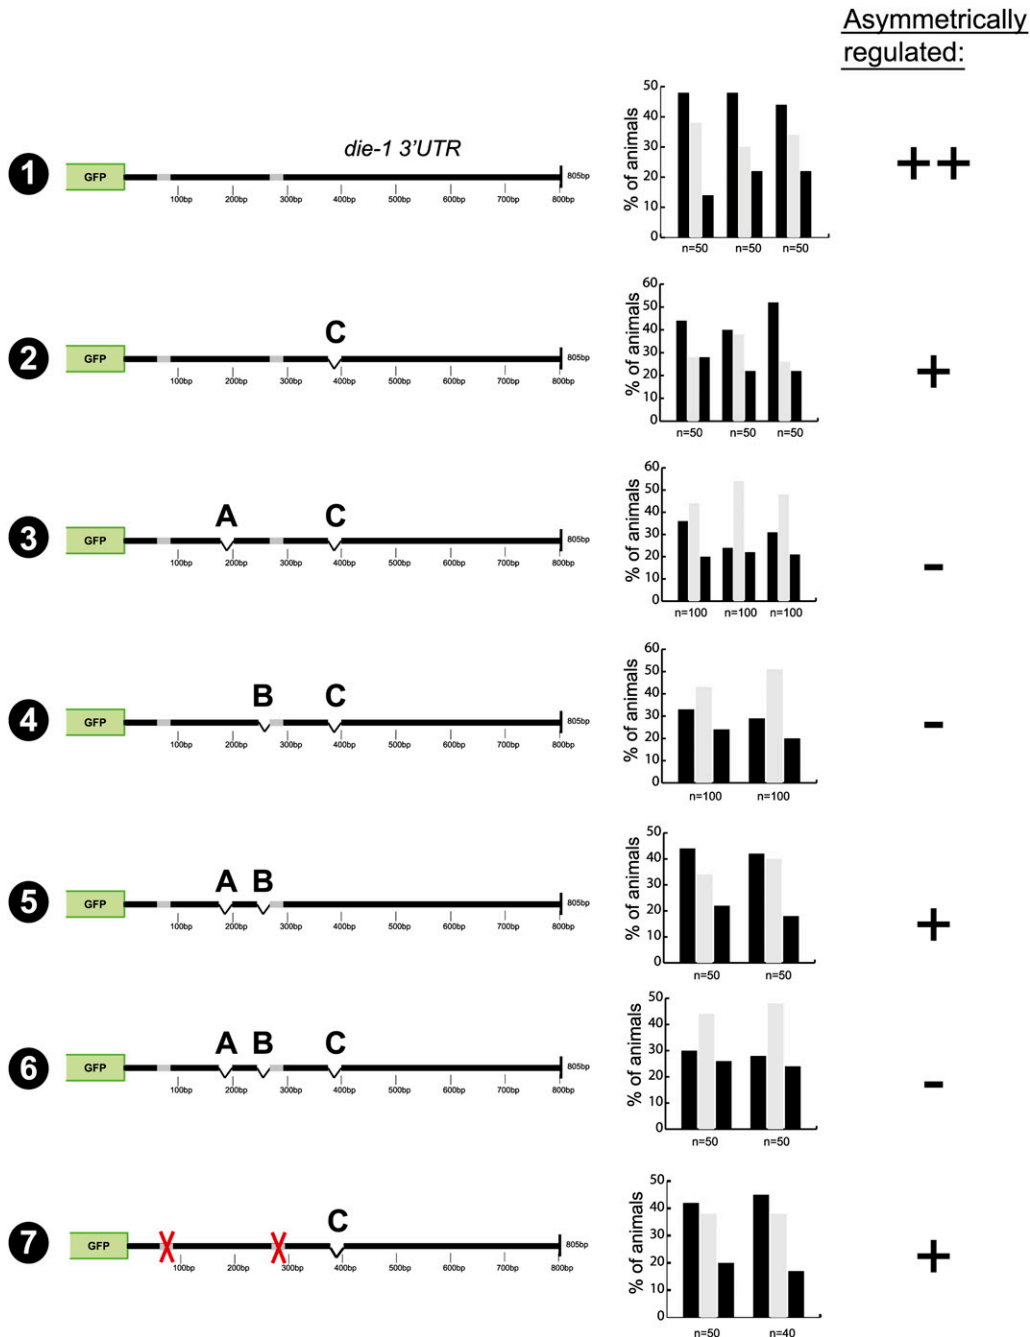 Asymmetrically
regulated:
1
GFP
die-1 3'UTR
805bp
100bp 200bp 300bp 400bp 500bp 600bp 700bp 800bp
% of animals
50
40
30
20
10
0
n=50 n=50 n=50
++
2
GFP
C
805bp
100bp 200bp 300bp 400bp 500bp 600bp 700bp 800bp
% of animals
60
50
40
30
20
10
0
n=50 n=50 n=50
+
3
GFP
A C
805bp
100bp 200bp 300bp 400bp 500bp 600bp 700bp 800bp
% of animals
60
50
40
30
20
10
0
n=100 n=100 n=100
-
4
GFP
B C
805bp
100bp 200bp 300bp 400bp 500bp 600bp 700bp 800bp
% of animals
60
50
40
30
20
10
0
n=100 n=100
-
5
GFP
A B
805bp
100bp 200bp 300bp 400bp 500bp 600bp 700bp 800bp
% of animals
50
40
30
20
10
0
n=50 n=50
+
6
GFP
A B C
805bp
100bp 200bp 300bp 400bp 500bp 600bp 700bp 800bp
% of animals
50
40
30
20
10
0
n=50 n=50
-
7
GFP
C
805bp
100bp 200bp 300bp 400bp 500bp 600bp 700bp 800bp
% of animals
50
40
30
20
10
0
n=50 n=40
+